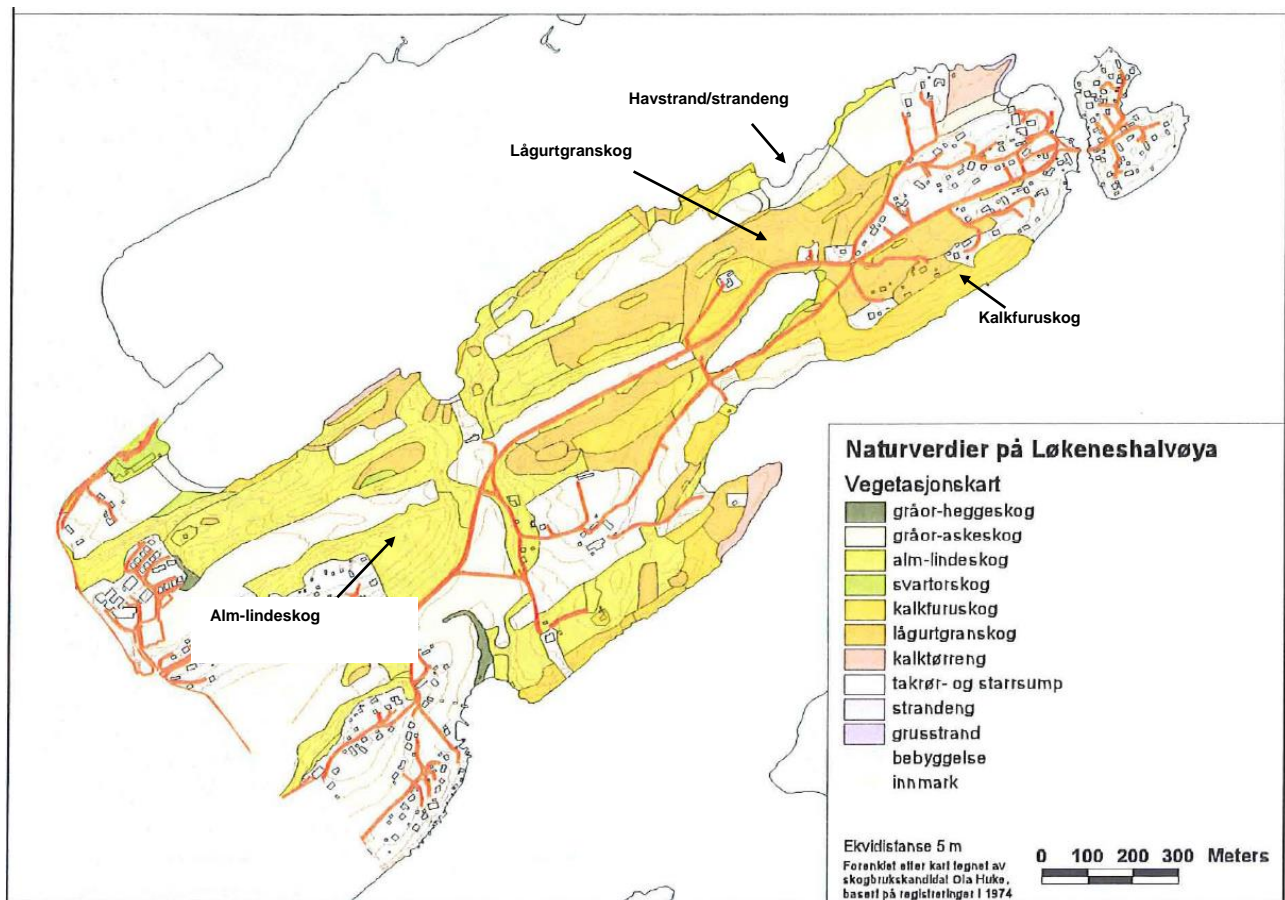 Havstrand/strandeng
Lågurtgranskog
Kalkfuruskog
Alm-lindeskog
Naturverdier på Løkeneshalvøya
Vegetasjonskart
gråor-heggeskog
gråor-askeskog
alm-lindeskog
svartorskog
kalkfuruskog
lågurtgranskog
kalktørreng
takrør- og starrsump
strandeng
grusstrand
bebyggelse
innmark
Ekvidistanse 5 m
Forenklet etter kart tegnet av
skogbrukskandidat Ola Huke,
basert på registreringer i 1974
0 100 200 300 Meters